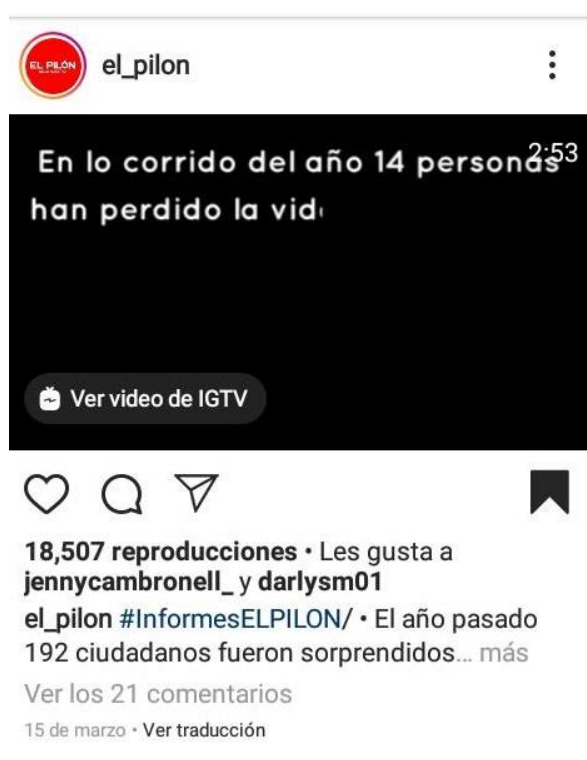 EL PILÓN
el_pilon
2:53
En lo corrido del año 14 personas
han perdido la vid
Ver video de IGTV
18,507 reproducciones • Les gusta a
jennycambronell_ y darlysm01
el_pilon #InformesELPILON/ • El año pasado
192 ciudadanos fueron sorprendidos... más
Ver los 21 comentarios
15 de marzo • Ver traducción